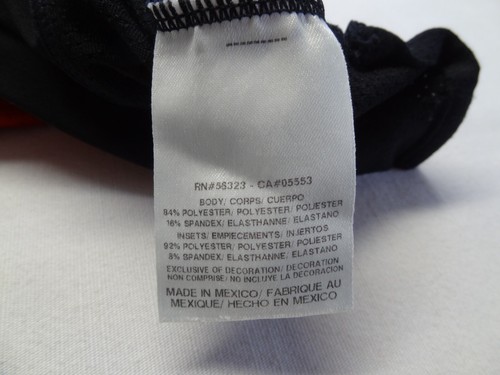 RN#56323 - CA#05553
BODY/ CORPS/ CUERPO
84% POLYESTER/ POLYESTER/ POLIESTER
16% SPANDEX/ ELASTHANNE/ ELASTANO
INSETS/ EMPIECEMENTS/ INJERTOS
92% POLYESTER/ POLYESTER/ POLIESTER
8% SPANDEX/ ELASTHANNE/ ELASTANO
EXCLUSIVE OF DECORATION/ DECORATION
NON COMPRISE/ NO INCLUYE LA DECORACION
MADE IN MEXICO/ FABRIQUE AU
MEXIQUE/ HECHO EN MEXICO